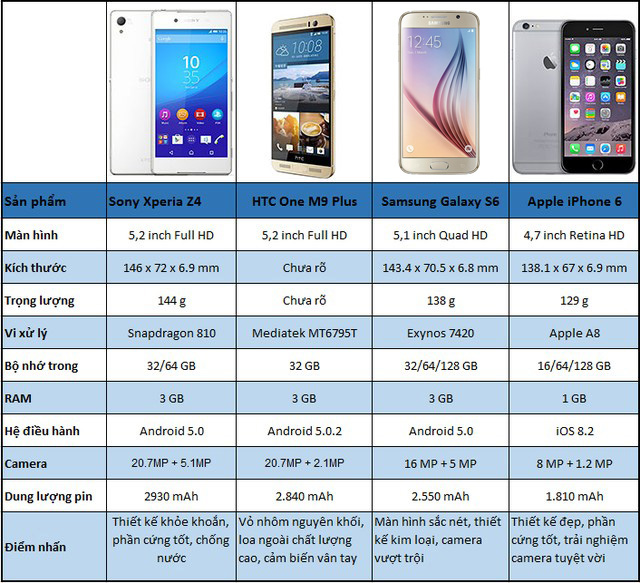 SONY
10
35
10:08
hTC
SAMSUNG
12:45
iPhone
Sản phẩm Sony Xperia Z4 HTC One M9 Plus Samsung Galaxy S6 Apple iPhone 6
Màn hình 5,2 inch Full HD 5,2 inch Full HD 5,1 inch Quad HD 4,7 inch Retina HD
Kích thước 146 x 72 x 6.9 mm Chưa rõ 143.4 x 70.5 x 6.8 mm 138.1 x 67 x 6.9 mm
Trọng lượng 144 g Chưa rõ 138 g 129 g
Vi xử lý Snapdragon 810 Mediatek MT6795T Exynos 7420 Apple A8
Bộ nhớ trong 32/64 GB 32 GB 32/64/128 GB 16/64/128 GB
RAM 3 GB 3 GB 3 GB 1 GB
Hệ điều hành Android 5.0 Android 5.0.2 Android 5.0 iOS 8.2
Camera 20.7MP + 5.1MP 20.7MP + 2.1MP 16 MP + 5 MP 8 MP + 1.2 MP
Dung lượng pin 2930 mAh 2.840 mAh 2.550 mAh 1.810 mAh
Điểm nhấn
Thiết kế khỏe khoắn,
phần cứng tốt, chống
nước
Vỏ nhôm nguyên khối,
loa ngoài chất lượng
cao, cảm biến vân tay
Màn hình sắc nét, thiết
kế kim loại, camera
vượt trội
Thiết kế đẹp, phần
cứng tốt, trải nghiệm
camera tuyệt vời